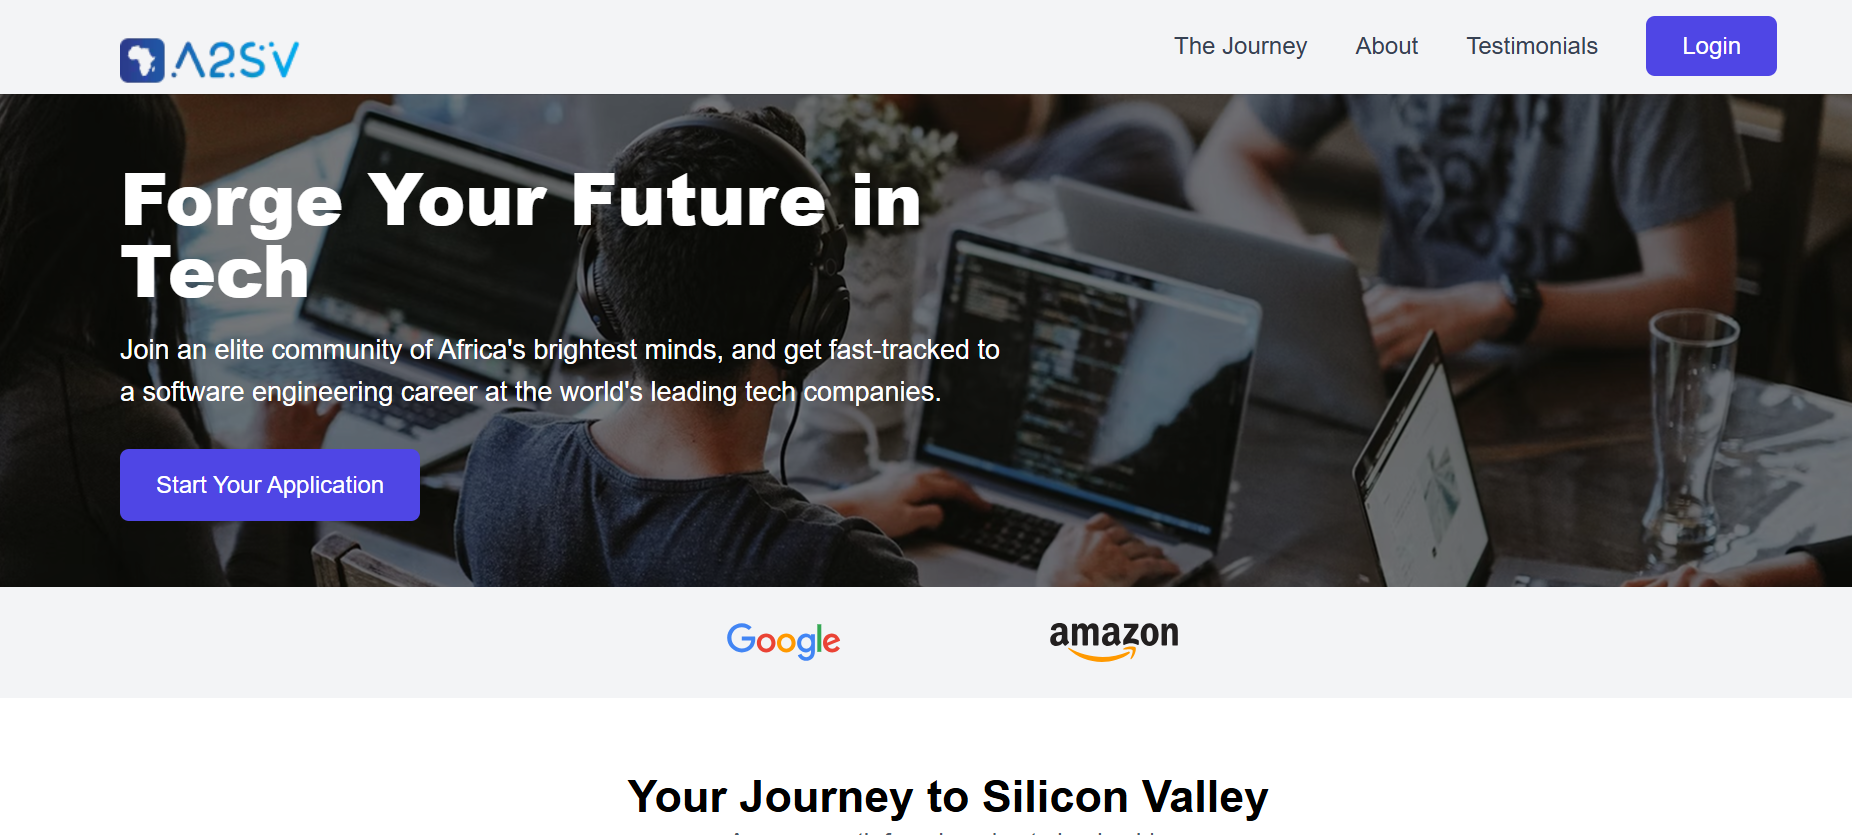 A2SV
The Journey
About
Testimonials
Login
Forge Your Future in
Tech
Join an elite community of Africa's brightest minds, and get fast-tracked to
a software engineering career at the world's leading tech companies.
Start Your Application
Google
amazon
Your Journey to Silicon Valley